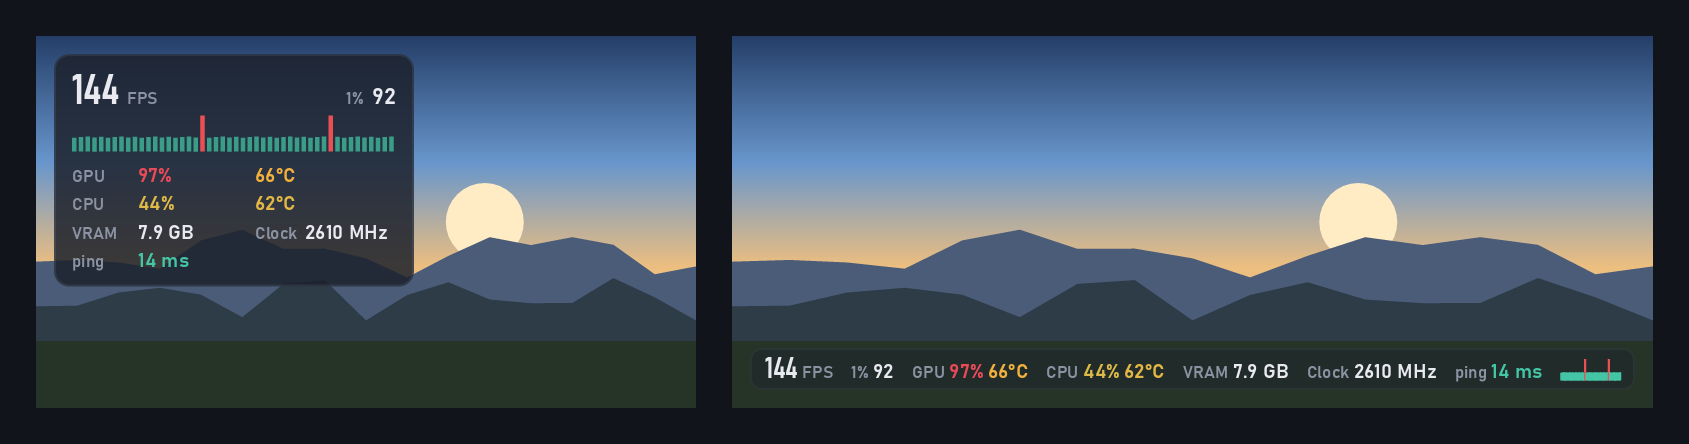 144 FPS 1% 92
GPU 97% 66°C
CPU 44% 62°C
VRAM 7.9 GB Clock 2610 MHz
ping 14 ms
144 FPS 1% 92 GPU 97% 66°C CPU 44% 62°C VRAM 7.9 GB Clock 2610 MHz ping 14 ms